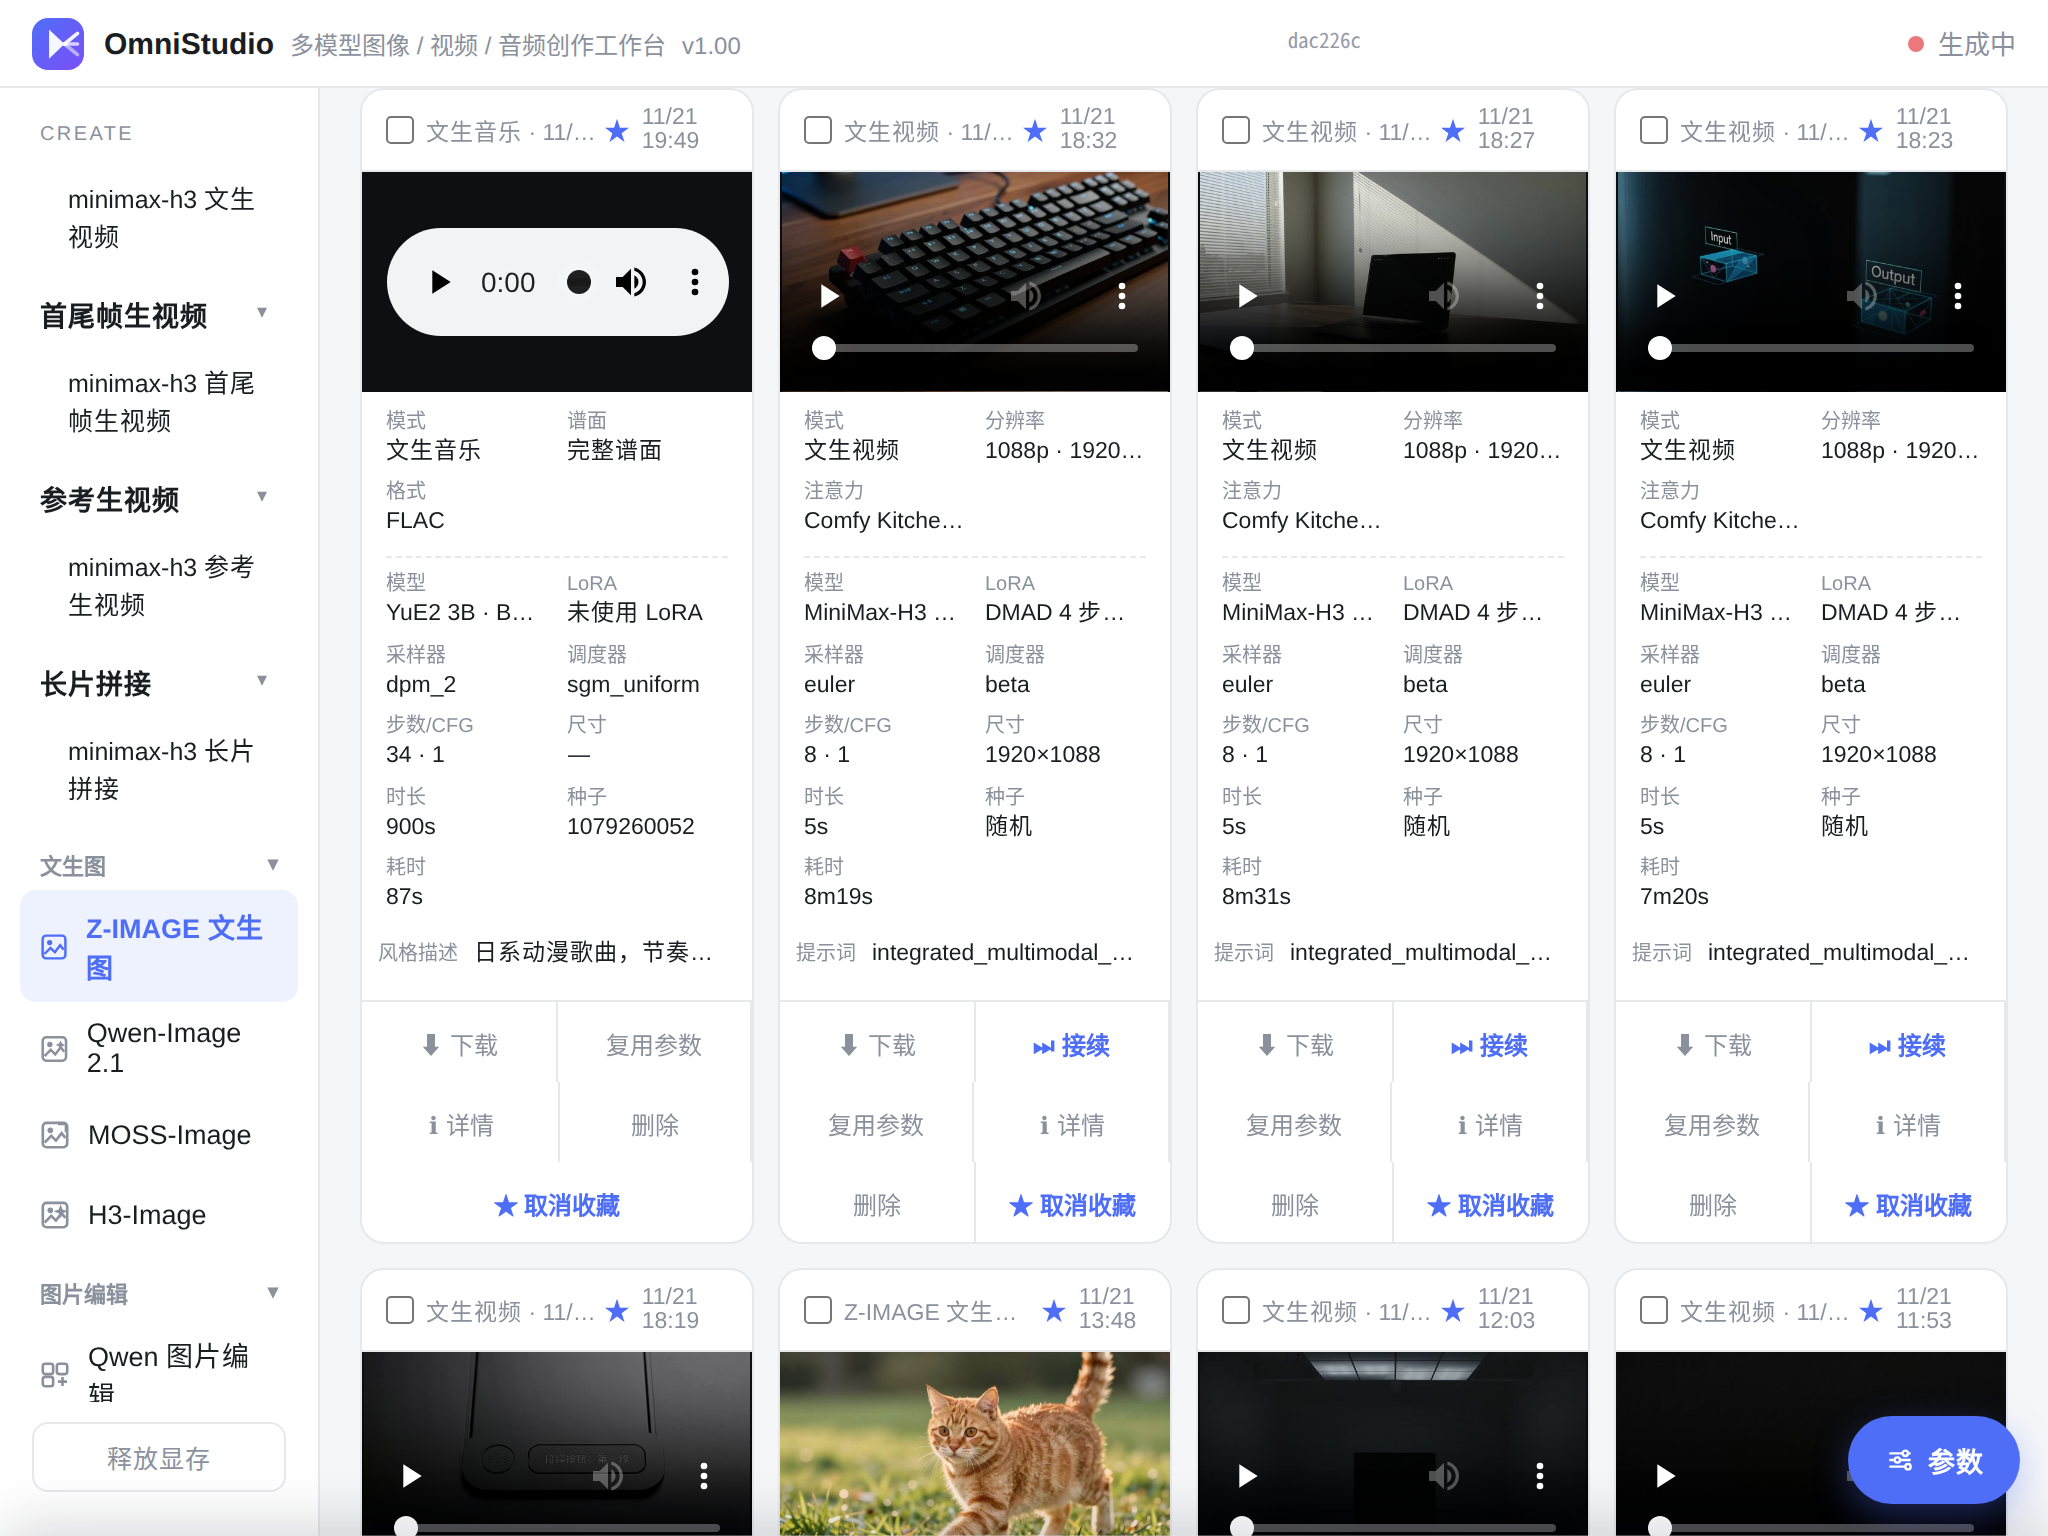 OmniStudio 多模型图像 / 视频 / 音频创作工作台 v1.00
dac226c
生成中
CREATE
minimax-h3 文生
视频
首尾帧生视频 ▼
minimax-h3 首尾
帧生视频
参考生视频 ▼
minimax-h3 参考
生视频
长片拼接 ▼
minimax-h3 长片
拼接
文生图 ▼
Z-IMAGE 文生
图
Qwen-Image
2.1
MOSS-Image
H3-Image
图片编辑 ▼
Qwen 图片编
辑
释放显存
文生音乐 · 11/… ★ 11/21
19:49
0:00
模式 谱面
文生音乐 完整谱面
格式
FLAC
模型 LoRA
YuE2 3B · B… 未使用 LoRA
采样器 调度器
dpm_2 sgm_uniform
步数/CFG 尺寸
34 · 1 —
时长 种子
900s 1079260052
耗时
87s
风格描述 日系动漫歌曲，节奏…
下载 复用参数
详情 删除
★ 取消收藏
文生视频 · 11/… ★ 11/21
18:32
模式 分辨率
文生视频 1088p · 1920…
注意力
Comfy Kitche…
模型 LoRA
MiniMax-H3 … DMAD 4 步…
采样器 调度器
euler beta
步数/CFG 尺寸
8 · 1 1920×1088
时长 种子
5s 随机
耗时
8m19s
提示词 integrated_multimodal_…
下载 接续
复用参数 详情
删除 ★ 取消收藏
文生视频 · 11/… ★ 11/21
18:27
模式 分辨率
文生视频 1088p · 1920…
注意力
Comfy Kitche…
模型 LoRA
MiniMax-H3 … DMAD 4 步…
采样器 调度器
euler beta
步数/CFG 尺寸
8 · 1 1920×1088
时长 种子
5s 随机
耗时
8m31s
提示词 integrated_multimodal_…
下载 接续
复用参数 详情
删除 ★ 取消收藏
文生视频 · 11/… ★ 11/21
18:23
Input
Output
模式 分辨率
文生视频 1088p · 1920…
注意力
Comfy Kitche…
模型 LoRA
MiniMax-H3 … DMAD 4 步…
采样器 调度器
euler beta
步数/CFG 尺寸
8 · 1 1920×1088
时长 种子
5s 随机
耗时
7m20s
提示词 integrated_multimodal_…
下载 接续
复用参数 详情
删除 ★ 取消收藏
文生视频 · 11/… ★ 11/21
18:19
Z-IMAGE 文生… ★ 11/21
13:48
文生视频 · 11/… ★ 11/21
12:03
文生视频 · 11/… ★ 11/21
11:53
参数